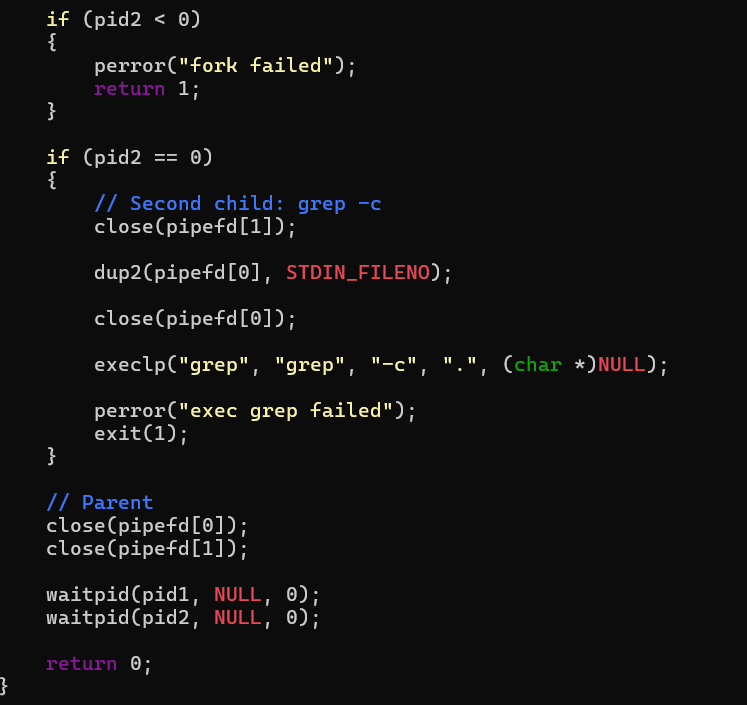 if (pid2 < 0)
    {
        perror("fork failed");
        return 1;
    }

    if (pid2 == 0)
    {
        // Second child: grep -c
        close(pipefd[1]);

        dup2(pipefd[0], STDIN_FILENO);

        close(pipefd[0]);

        execlp("grep", "grep", "-c", ".", (char *)NULL);

        perror("exec grep failed");
        exit(1);
    }

    // Parent
    close(pipefd[0]);
    close(pipefd[1]);

    waitpid(pid1, NULL, 0);
    waitpid(pid2, NULL, 0);

    return 0;
}